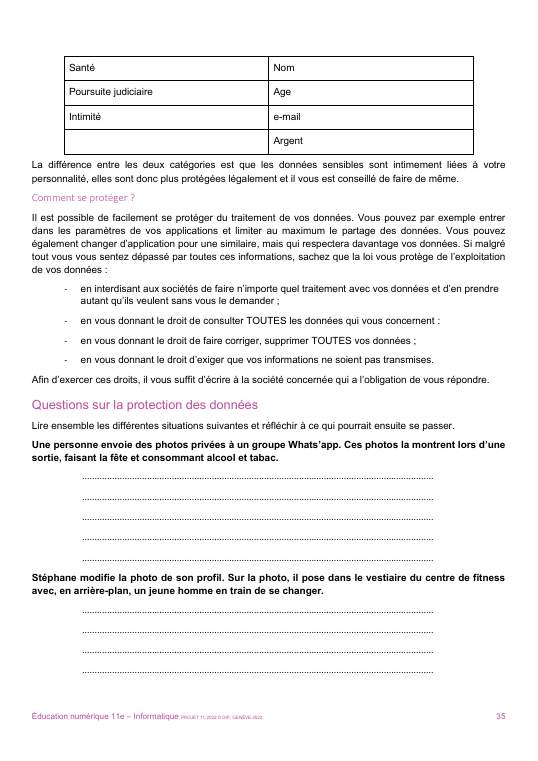 Santé Nom
Poursuite judiciaire Age
Intimité e-mail
Argent
La différence entre les deux catégories est que les données sensibles sont intimement liées à votre
personnalité, elles sont donc plus protégées légalement et il vous est conseillé de faire de même.
Comment se protéger ?
Il est possible de facilement se protéger du traitement de vos données. Vous pouvez par exemple entrer
dans les paramètres de vos applications et limiter au maximum le partage des données. Vous pouvez
également changer d'application pour une similaire, mais qui respectera davantage vos données. Si malgré
tout vous vous sentez dépassé par toutes ces informations, sachez que la loi vous protège de l'exploitation
de vos données :
- en interdisant aux sociétés de faire n'importe quel traitement avec vos données et d'en prendre
autant qu'ils veulent sans vous le demander ;
- en vous donnant le droit de consulter TOUTES les données qui vous concernent :
- en vous donnant le droit de faire corriger, supprimer TOUTES vos données ;
- en vous donnant le droit d'exiger que vos informations ne soient pas transmises.
Afin d'exercer ces droits, il vous suffit d'écrire à la société concernée qui a l'obligation de vous répondre.
Questions sur la protection des données
Lire ensemble les différentes situations suivantes et réfléchir à ce qui pourrait ensuite se passer.
Une personne envoie des photos privées à un groupe Whats'app. Ces photos la montrent lors d'une
sortie, faisant la fête et consommant alcool et tabac.
Stéphane modifie la photo de son profil. Sur la photo, il pose dans le vestiaire du centre de fitness
avec, en arrière-plan, un jeune homme en train de se changer.
Éducation numérique 11e – Informatique PROJET 11.2022 © DIP, GENÈVE 2022 35